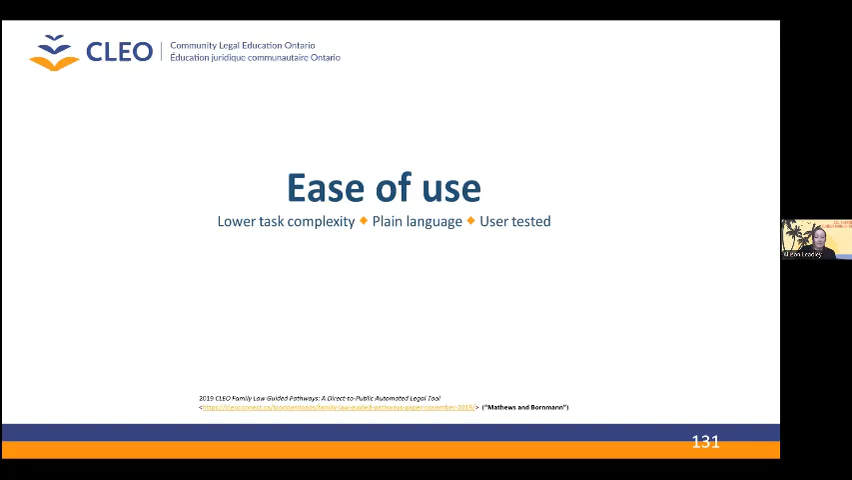 CLEO
Community Legal Education Ontario
Éducation juridique communautaire Ontario
Ease of use
Lower task complexity ◆ Plain language ◆ User tested
2019 CLEO Family Law Guided Pathways: A Direct-to-Public Automated Legal Tool
("Mathews and Bornmann")
131
Leadley